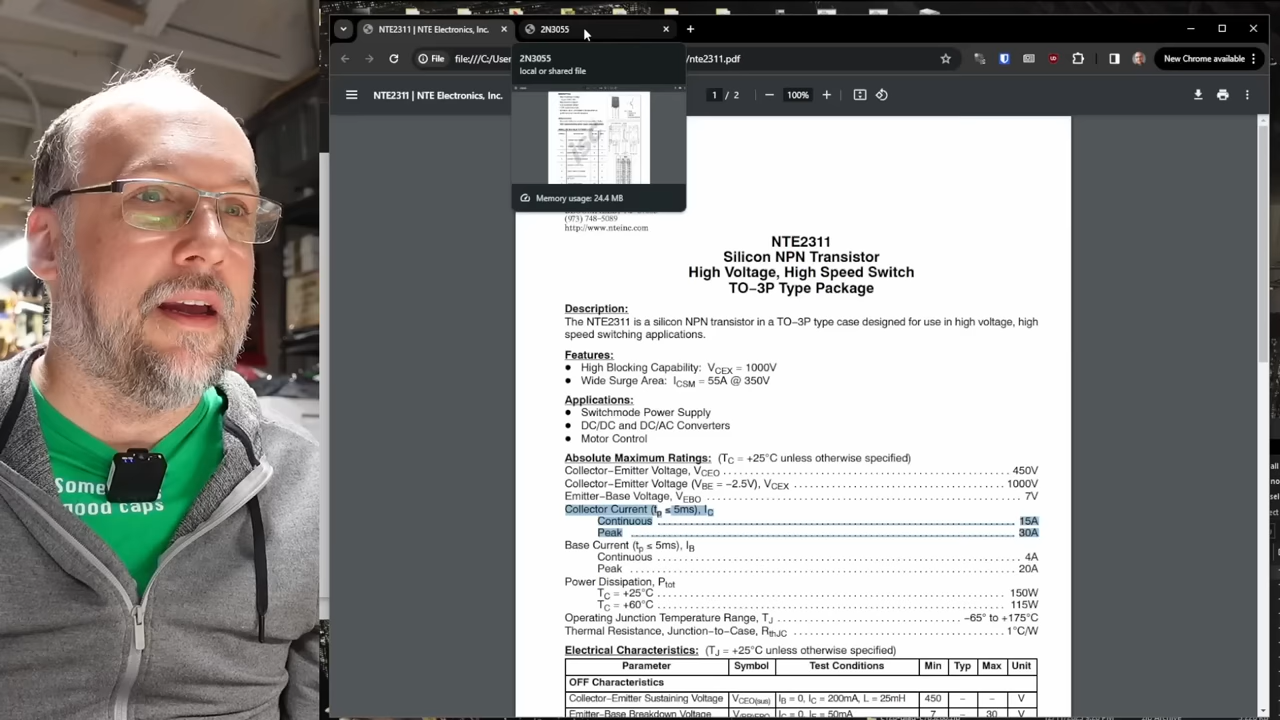 NTE2311 | NTE Electronics, Inc.
2N3055
File
file:///C:/User
/nte2311.pdf
New Chrome available
2N3055
local or shared file
Memory usage: 24.4 MB
NTE2311 | NTE Electronics, Inc.
1 / 2
100%
(973) 748-5089
http://www.nteinc.com
NTE2311
Silicon NPN Transistor
High Voltage, High Speed Switch
TO–3P Type Package
Description:
The NTE2311 is a silicon NPN transistor in a TO–3P type case designed for use in high voltage, high
speed switching applications.
Features:
● High Blocking Capability: VCEX = 1000V
● Wide Surge Area: ICSM = 55A @ 350V
Applications:
● Switchmode Power Supply
● DC/DC and DC/AC Converters
● Motor Control
Absolute Maximum Ratings: (TC = +25°C unless otherwise specified)
Collector–Emitter Voltage, VCEO 450V
Collector–Emitter Voltage (VBE = –2.5V), VCEX 1000V
Emitter–Base Voltage, VEBO 7V
Collector Current (tp ≤ 5ms), IC
Continuous 15A
Peak 30A
Base Current (tp ≤ 5ms), IB
Continuous 4A
Peak 20A
Power Dissipation, Ptot
TC = +25°C 150W
TC = +60°C 115W
Operating Junction Temperature Range, TJ –65° to +175°C
Thermal Resistance, Junction–to–Case, RthJC 1°C/W
Electrical Characteristics: (TJ = +25°C unless otherwise specified)
Parameter Symbol Test Conditions Min Typ Max Unit
OFF Characteristics
Collector–Emitter Sustaining Voltage VCEO(sus) IB = 0, IC = 200mA, L = 25mH 450 – – V
Emitter–Base Breakdown Voltage IC = 0, IE = 50mA 7 – 30 V
Some
good caps